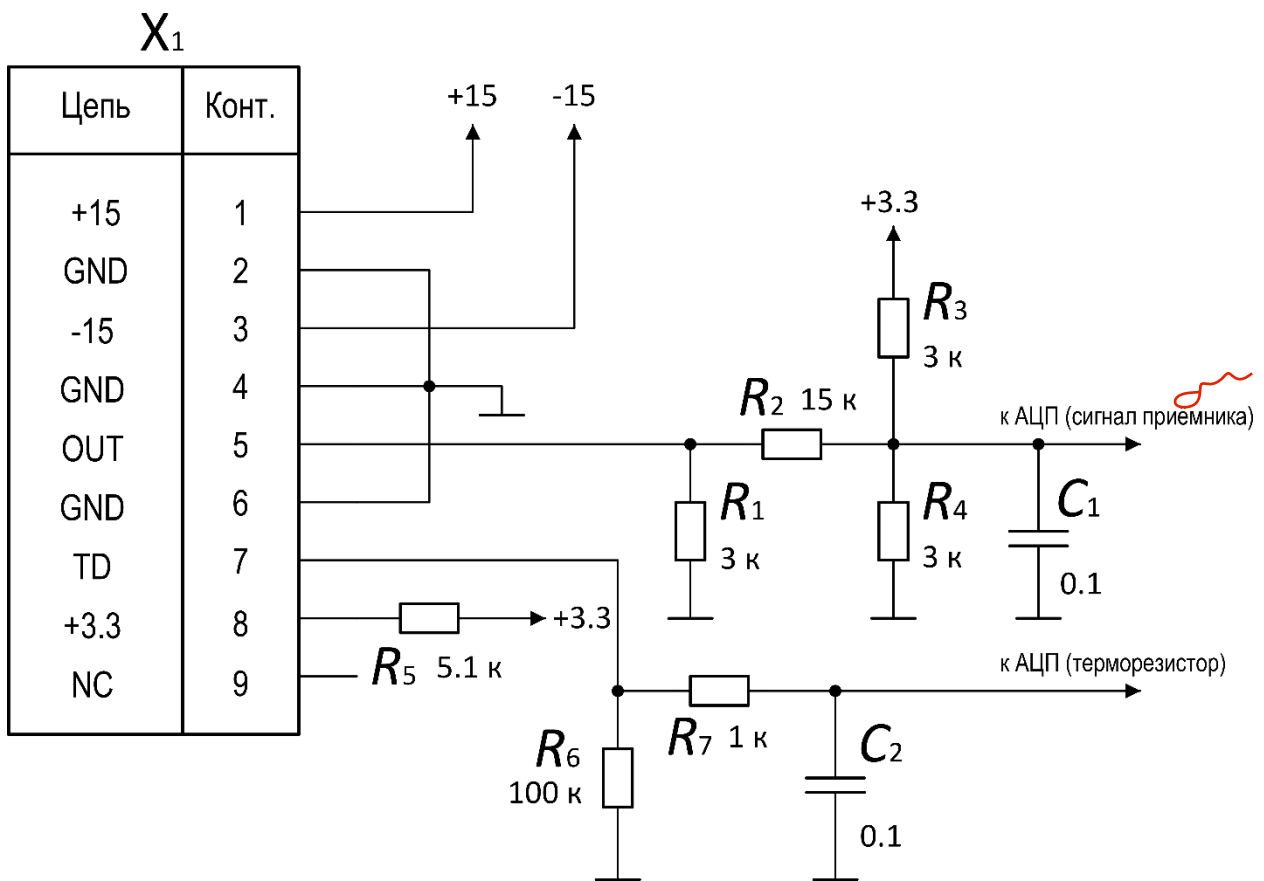 X1
Цепь Конт.
+15 1
GND 2
-15 3
GND 4
OUT 5
GND 6
TD 7
+3.3 8
NC 9
+15 -15
+3.3
R3
3 к
R2 15 к
к АЦП (сигнал приемника)
R1
3 к
R4
3 к
C1
0.1
+3.3
R5 5.1 к
к АЦП (терморезистор)
R6
100 к
R7 1 к
C2
0.1